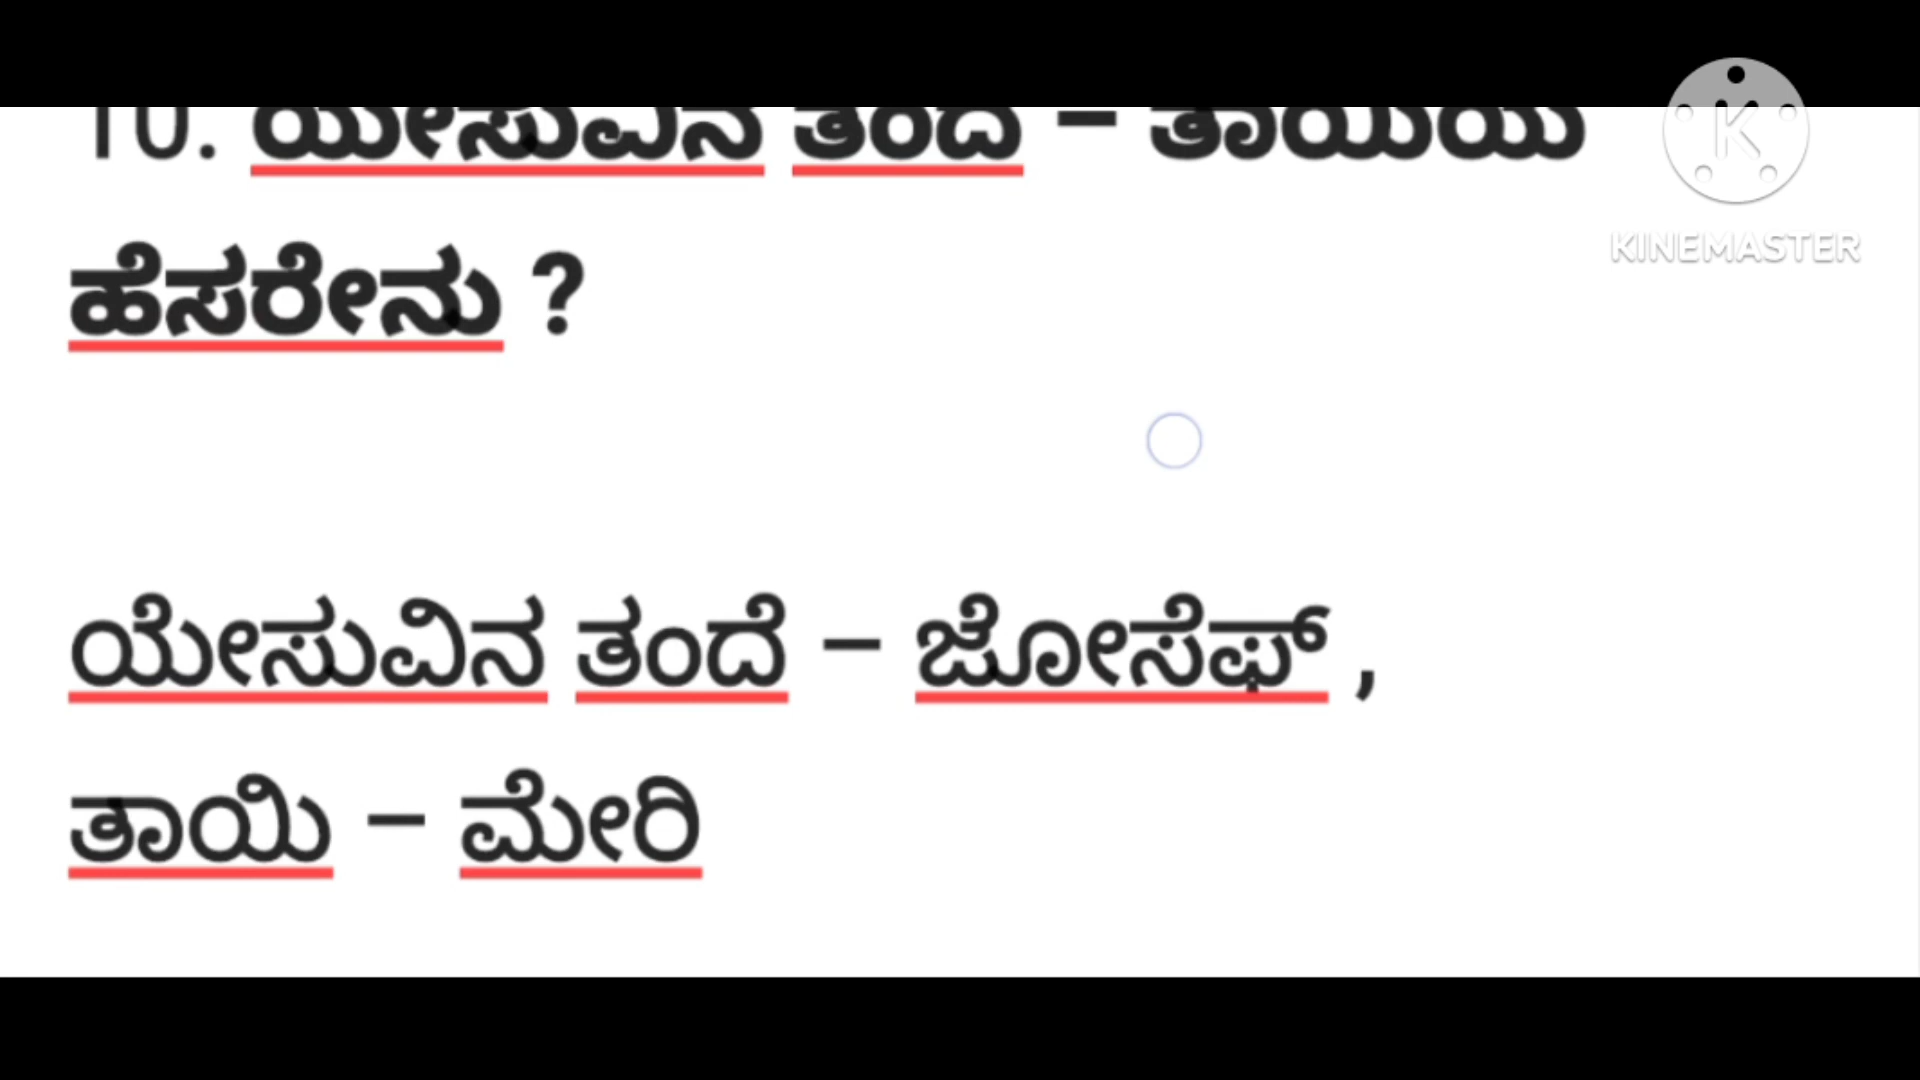 10. ಯೇಸುವಿನ ತಂದೆ – ತಾಯಿಯ
ಹೆಸರೇನು ?
ಯೇಸುವಿನ ತಂದೆ – ಜೋಸೆಫ್ ,
ತಾಯಿ – ಮೇರಿ
K
KINEMASTER